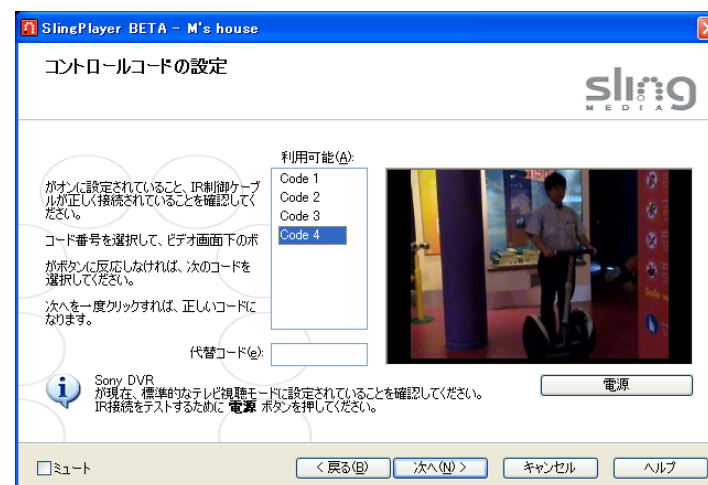 SlingPlayer BETA - M's house
コントロールコードの設定
sling
MEDIA
利用可能(A):
Code 1
Code 2
Code 3
Code 4
がオンに設定されていること、IR制御ケーブ
ルが正しく接続されていることを確認してく
ださい。
コード番号を選択して、ビデオ画面下のボ
がボタンに反応しなければ、次のコードを
選択してください。
次へを一度クリックすれば、正しいコードに
なります。
代替コード(e):
Sony DVR
が現在、標準的なテレビ視聴モードに設定されていることを確認してください。
IR接続をテストするために 電源 ボタンを押してください。
電源
ミュート
< 戻る(B)
次へ(N) >
キャンセル
ヘルプ